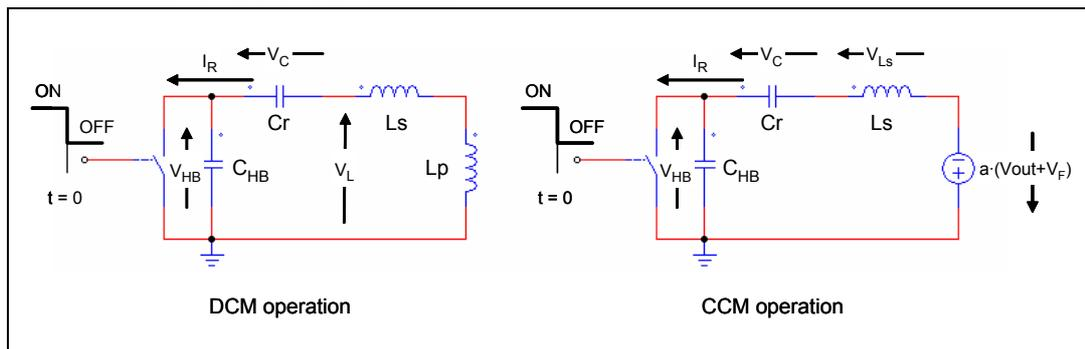 ON
OFF
t = 0
I_R
V_C
V_HB
C_HB
Cr
Ls
V_L
Lp
DCM operation
ON
OFF
t = 0
I_R
V_C
V_Ls
V_HB
C_HB
Cr
Ls
− +
a·(Vout+V_F)
CCM operation